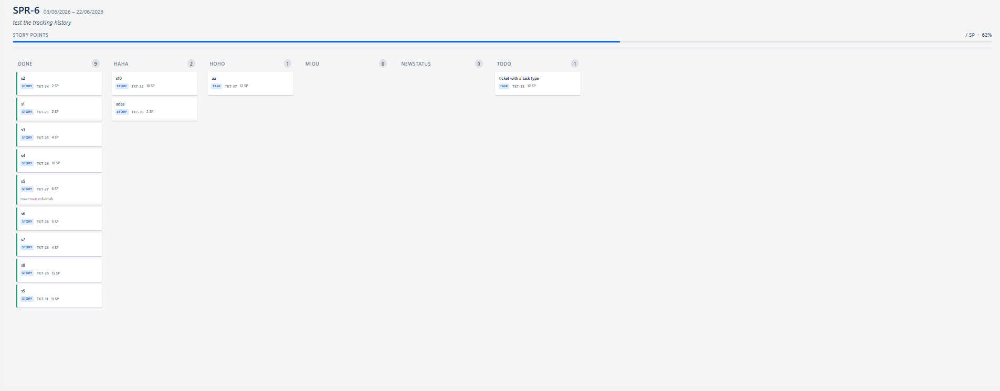 SPR-6 08/06/2026 – 22/06/2026
test the tracking history
STORY POINTS / SP · 62%
DONE 9
s2
STORY TKT-24 2 SP
s1
STORY TKT-23 2 SP
s3
STORY TKT-25 4 SP
s4
STORY TKT-26 10 SP
s5
STORY TKT-27 6 SP
maamoun m3almak
s6
STORY TKT-28 5 SP
s7
STORY TKT-29 4 SP
s8
STORY TKT-30 15 SP
s9
STORY TKT-31 11 SP
HAHA 2
s10
STORY TKT-32 10 SP
adas
STORY TKT-36 2 SP
HOHO 1
aa
TASK TKT-37 12 SP
MIOU 0
NEWSTATUS 0
TODO 1
ticket with a task type
TASK TKT-38 12 SP